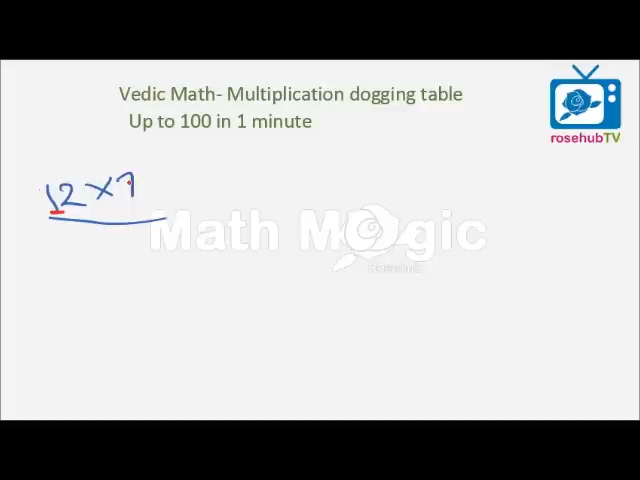 Vedic Math- Multiplication dogging table
Up to 100 in 1 minute
rosehubTV
12 x 7
Math Magic